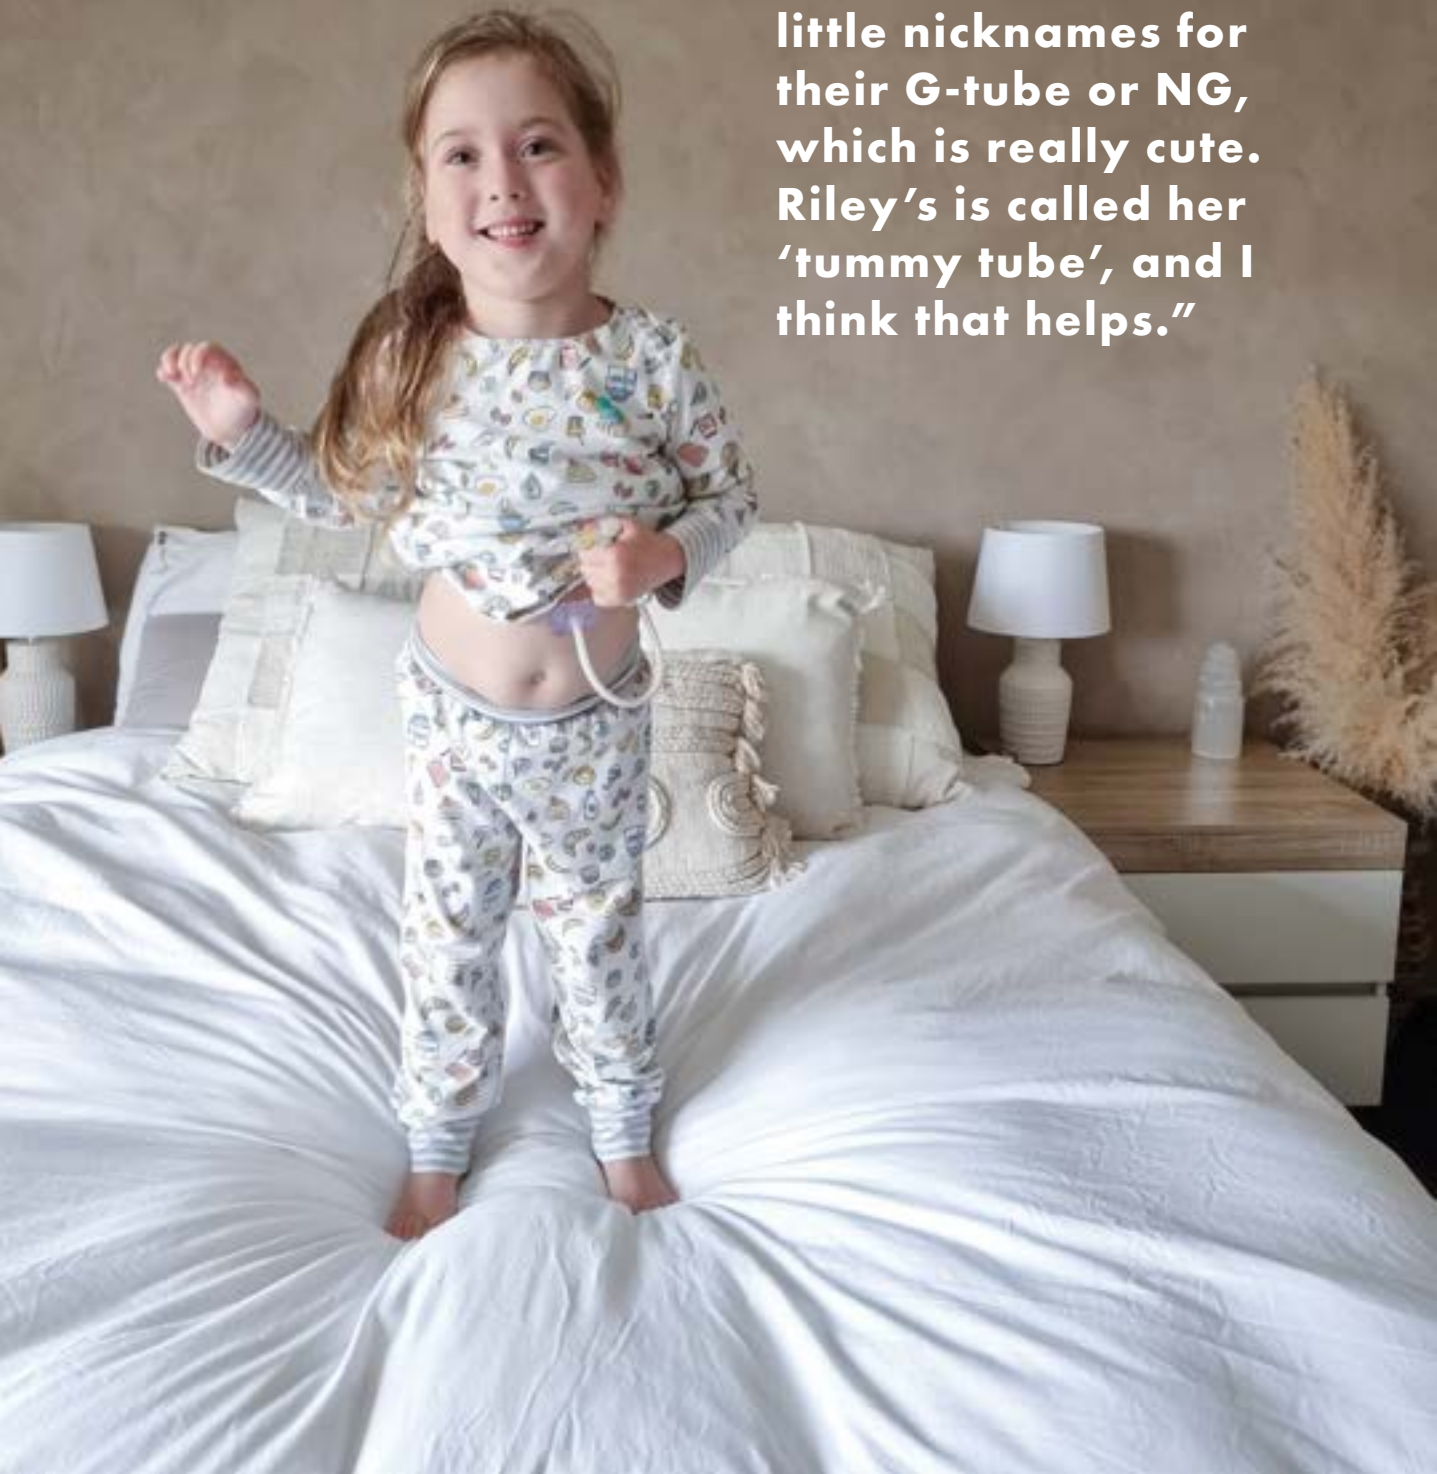 little nicknames for
their G-tube or NG,
which is really cute.
Riley’s is called her
‘tummy tube’, and I
think that helps.”